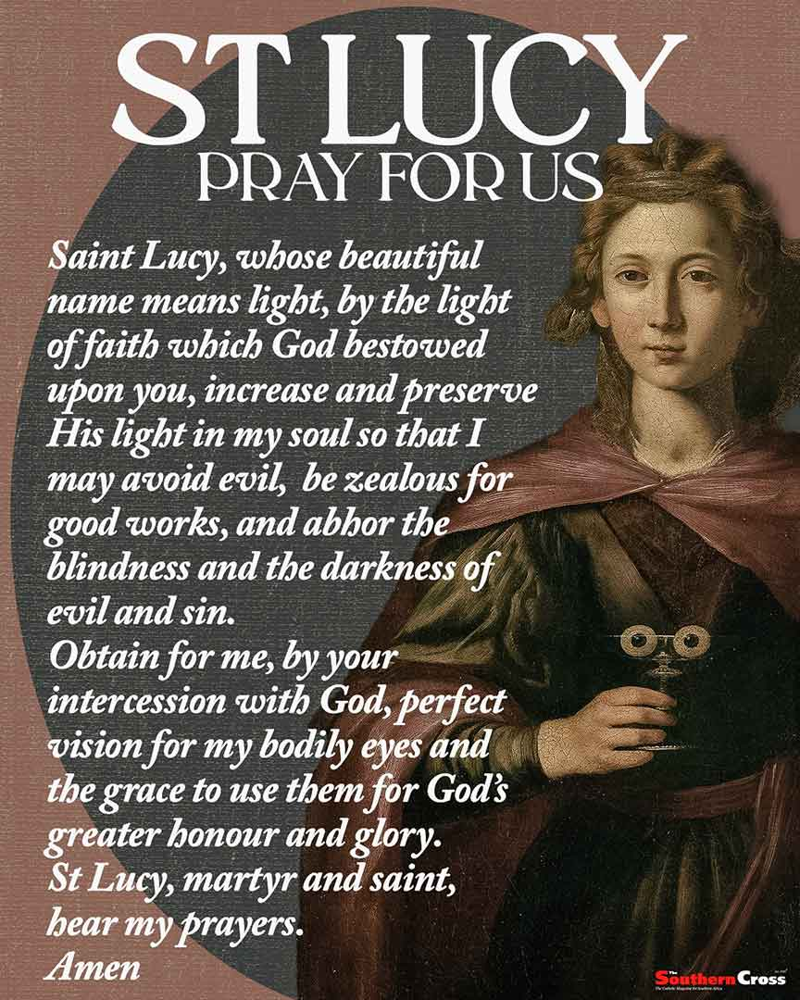 ST LUCY
PRAY FOR US
Saint Lucy, whose beautiful
name means light, by the light
of faith which God bestowed
upon you, increase and preserve
His light in my soul so that I
may avoid evil,  be zealous for
good works, and abhor the
blindness and the darkness of
evil and sin.
Obtain for me, by your
intercession with God, perfect
vision for my bodily eyes and
the grace to use them for God’s
greater honour and glory.
St Lucy, martyr and saint,
hear my prayers.
Amen
The Southern Cross
The Catholic Magazine for Southern Africa